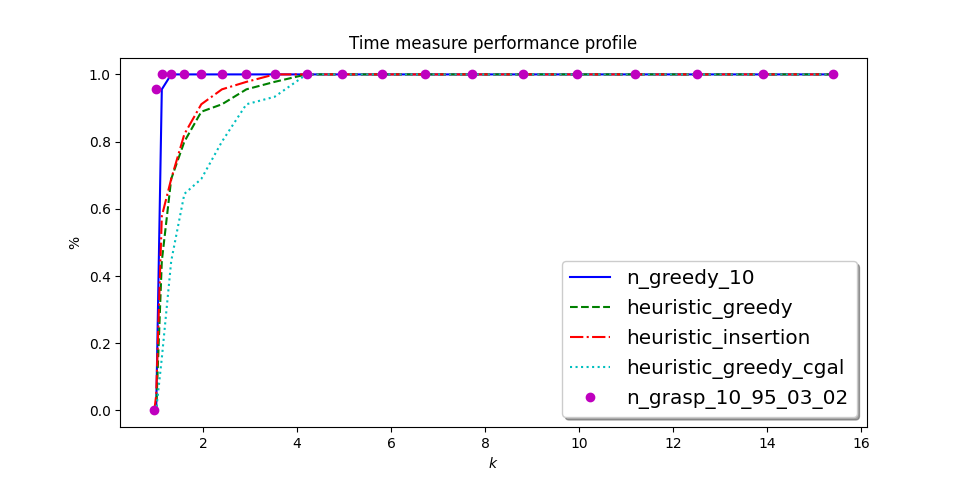 Time measure performance profile
1.0
0.8
0.6
0.4
0.2
0.0
%
n_greedy_10
heuristic_greedy
heuristic_insertion
heuristic_greedy_cgal
n_grasp_10_95_03_02
2 4 6 8 10 12 14 16
k